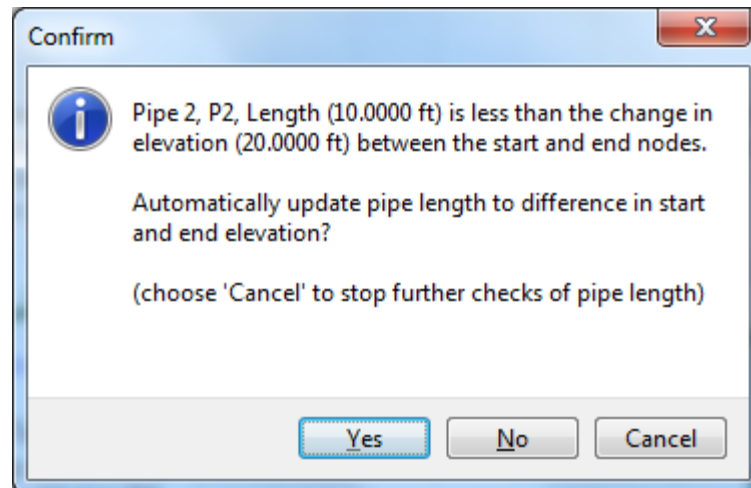 Confirm
Pipe 2, P2, Length (10.0000 ft) is less than the change in
elevation (20.0000 ft) between the start and end nodes.
Automatically update pipe length to difference in start
and end elevation?
(choose 'Cancel' to stop further checks of pipe length)
Yes No Cancel